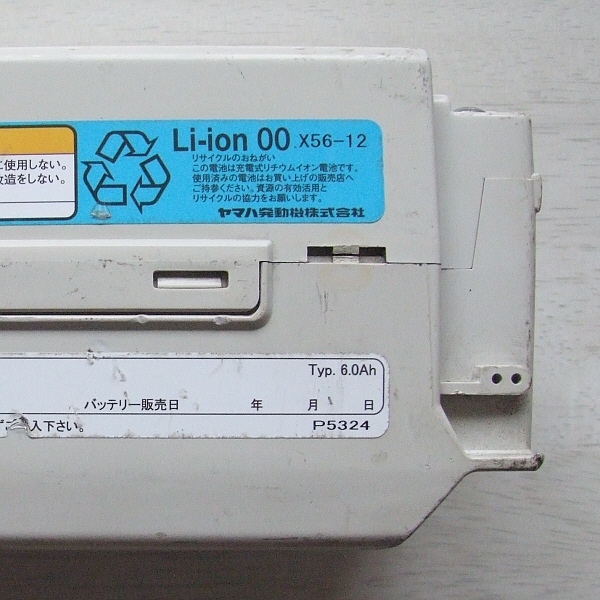 に使用しない。
改造をしない。
Li-ion 00 X56-12
リサイクルのおねがい
この電池は充電式リチウムイオン電池です。
使用済みの電池はお買い上げの販売店へ
ご持参ください。資源の有効活用と
リサイクルの協力をお願いします。
ヤマハ発動機株式会社
Typ. 6.0Ah
バッテリー販売日 年 月 日
ご記入下さい。 P5324